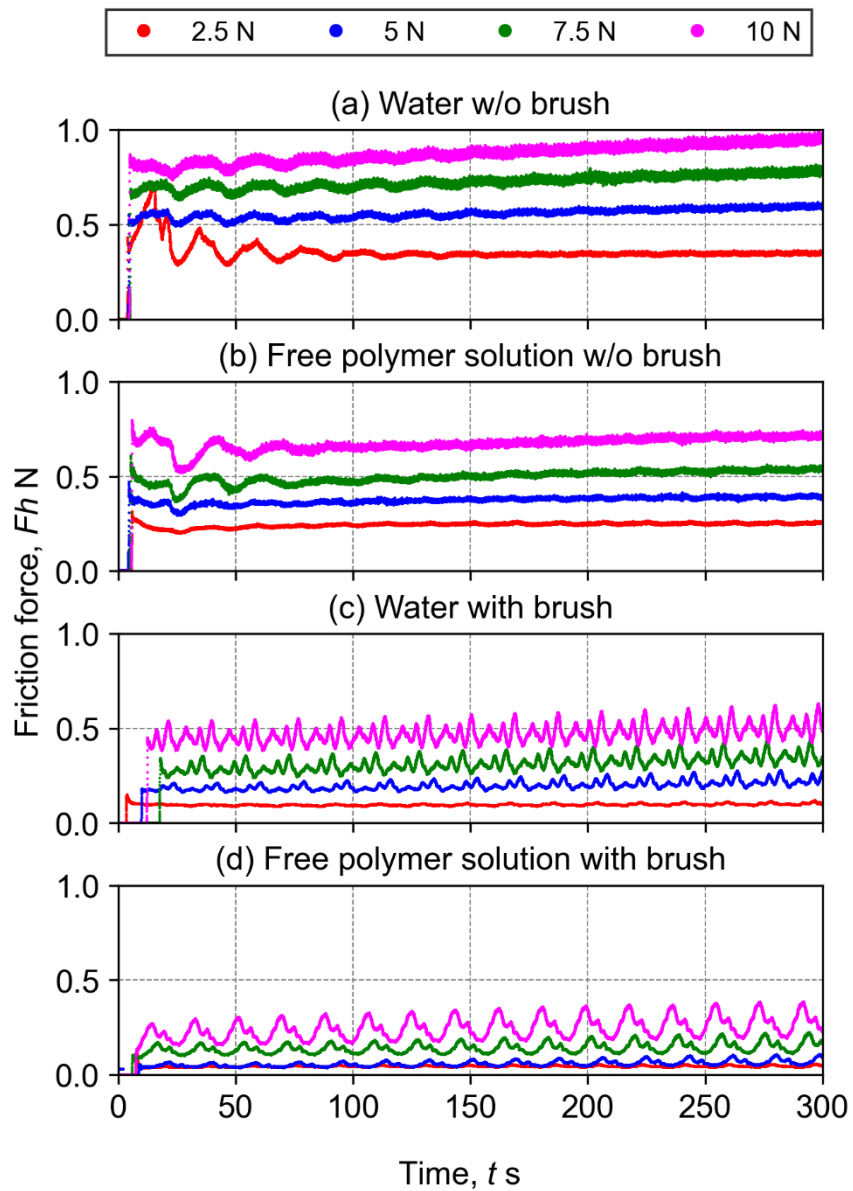 2.5 N 5 N 7.5 N 10 N
(a) Water w/o brush
1.0
0.5
0.0
(b) Free polymer solution w/o brush
1.0
0.5
0.0
(c) Water with brush
1.0
0.5
0.0
(d) Free polymer solution with brush
1.0
0.5
0.0
0 50 100 150 200 250 300
Friction force, Fh N
Time, t s